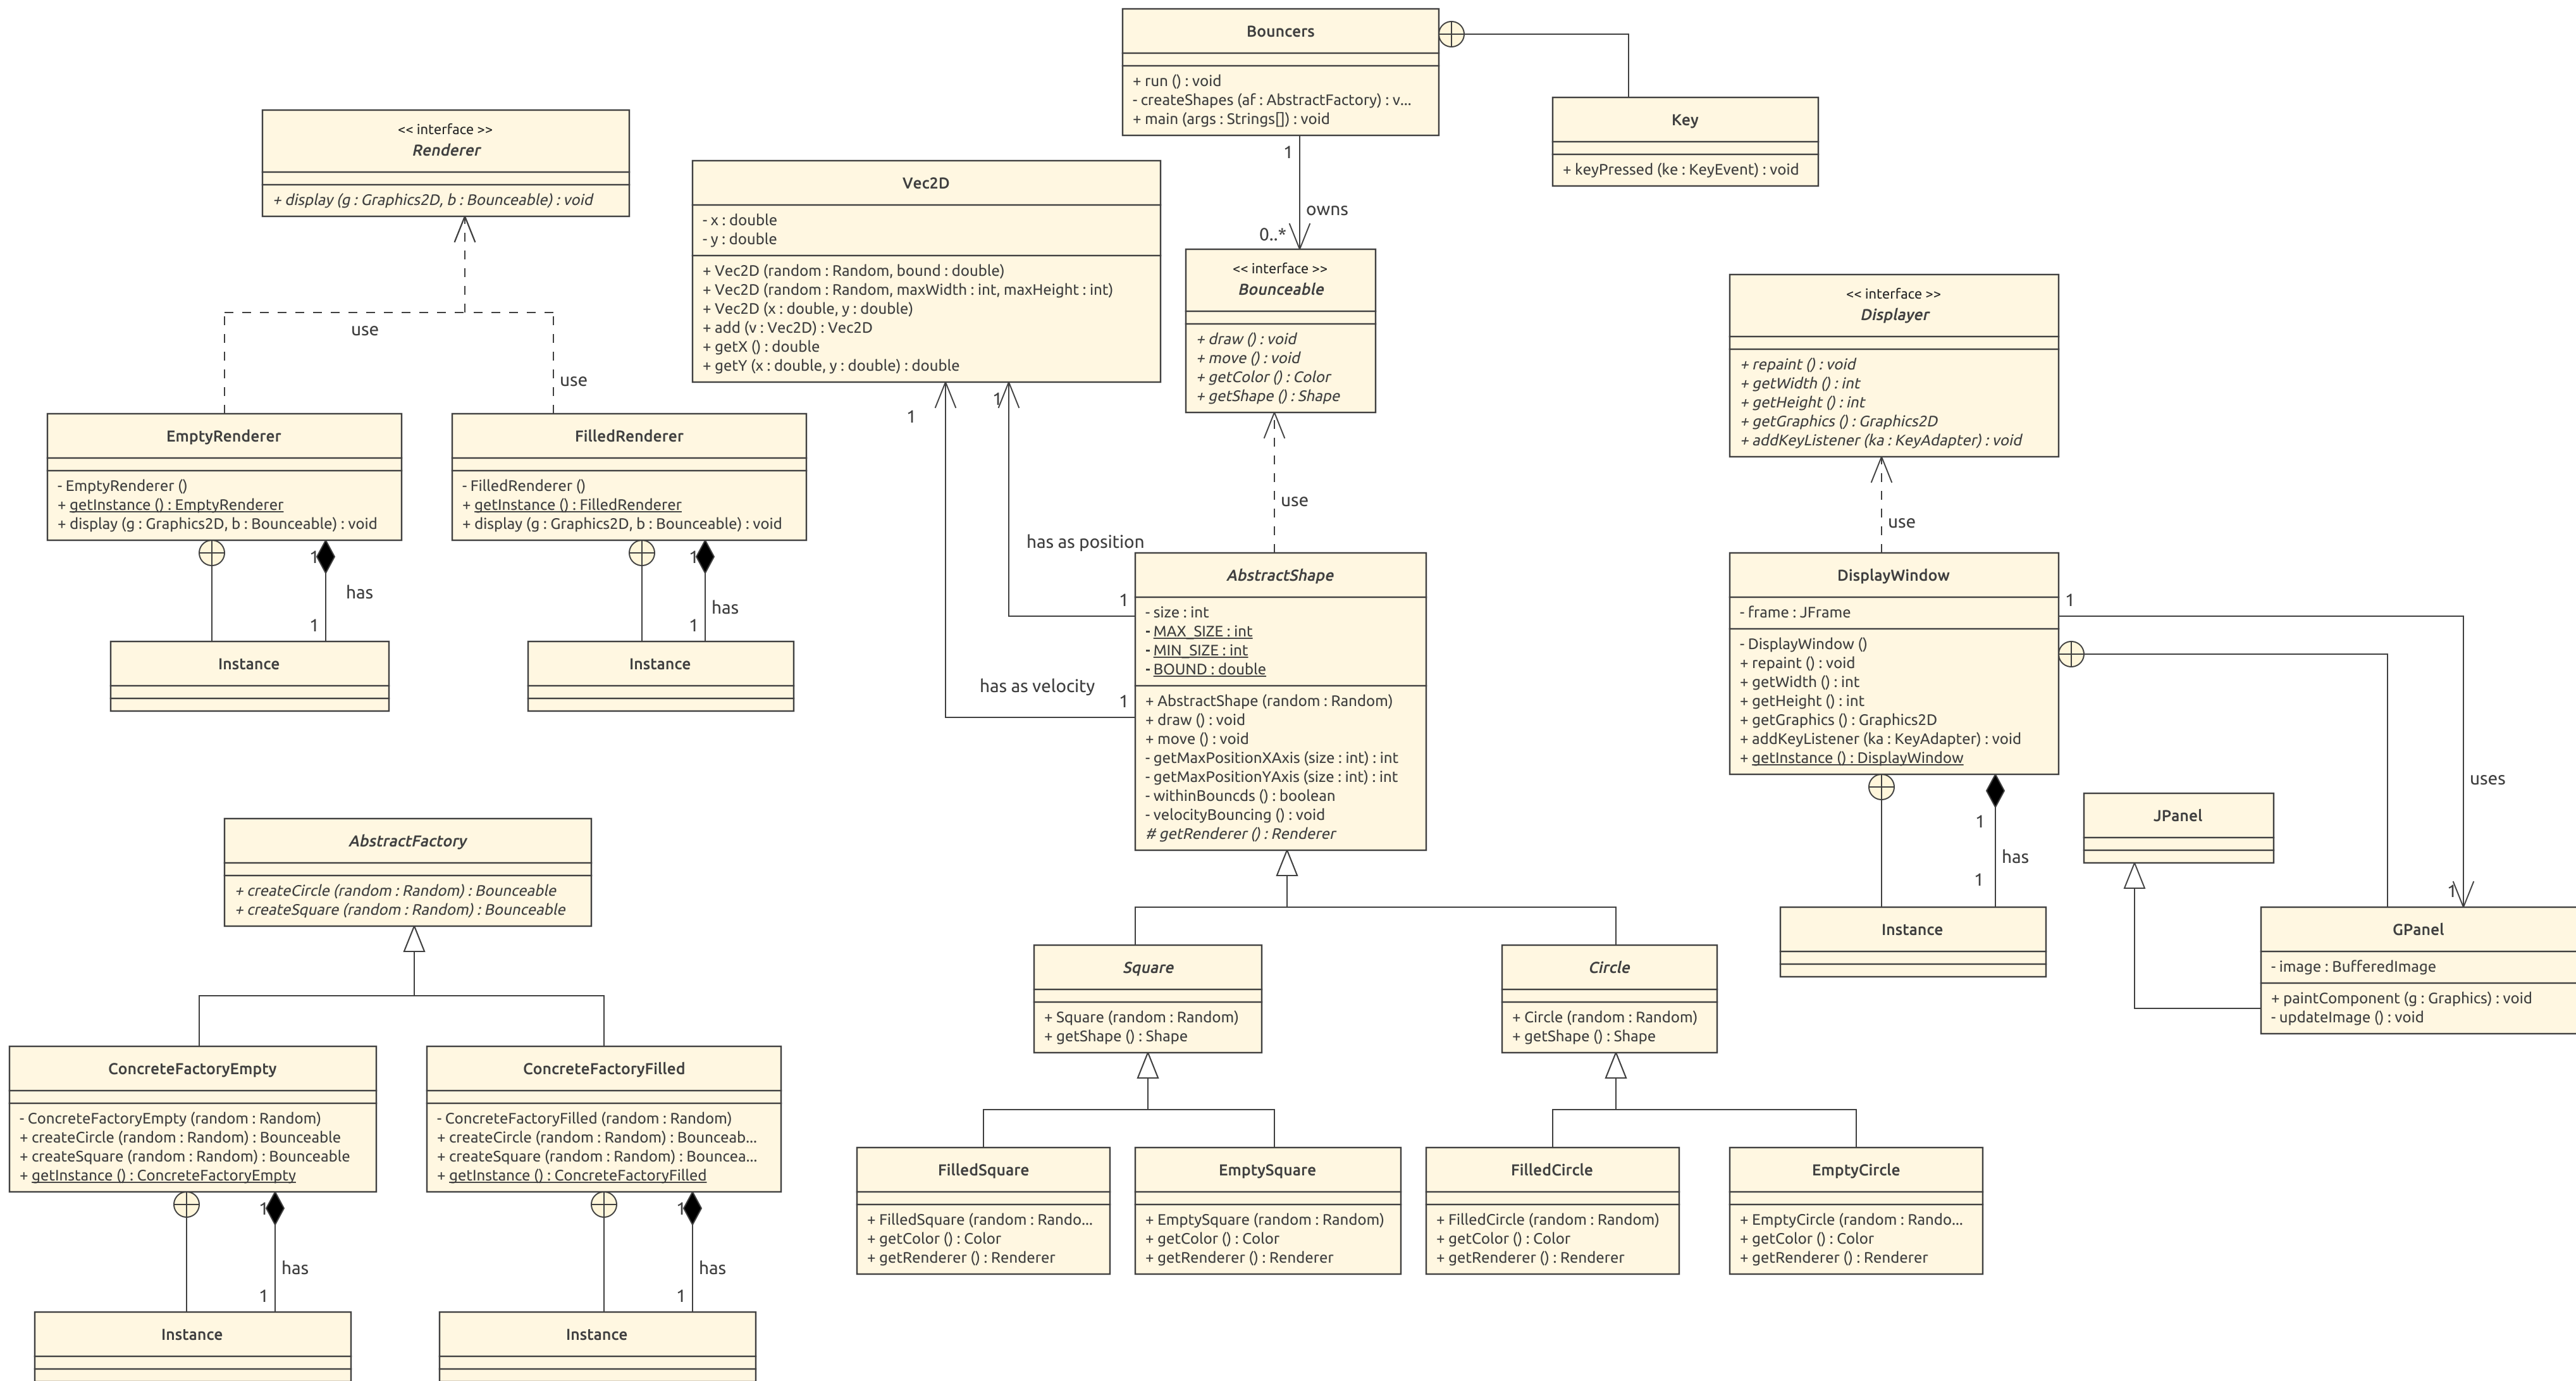 Bouncers
+ run () : void
- createShapes (af : AbstractFactory) : v...
+ main (args : Strings[]) : void
Key
+ keyPressed (ke : KeyEvent) : void
1
owns
0..*
<< interface >>
Renderer
+ display (g : Graphics2D, b : Bounceable) : void
use
use
EmptyRenderer
- EmptyRenderer ()
+ getInstance () : EmptyRenderer
+ display (g : Graphics2D, b : Bounceable) : void
1
has
1
Instance
FilledRenderer
- FilledRenderer ()
+ getInstance () : FilledRenderer
+ display (g : Graphics2D, b : Bounceable) : void
1
has
1
Instance
Vec2D
- x : double
- y : double
+ Vec2D (random : Random, bound : double)
+ Vec2D (random : Random, maxWidth : int, maxHeight : int)
+ Vec2D (x : double, y : double)
+ add (v : Vec2D) : Vec2D
+ getX () : double
+ getY (x : double, y : double) : double
1
1
has as position
1
has as velocity
1
<< interface >>
Bounceable
+ draw () : void
+ move () : void
+ getColor () : Color
+ getShape () : Shape
use
AbstractShape
- size : int
- MAX_SIZE : int
- MIN_SIZE : int
- BOUND : double
+ AbstractShape (random : Random)
+ draw () : void
+ move () : void
- getMaxPositionXAxis (size : int) : int
- getMaxPositionYAxis (size : int) : int
- withinBouncds () : boolean
- velocityBouncing () : void
# getRenderer () : Renderer
<< interface >>
Displayer
+ repaint () : void
+ getWidth () : int
+ getHeight () : int
+ getGraphics () : Graphics2D
+ addKeyListener (ka : KeyAdapter) : void
use
DisplayWindow
- frame : JFrame
- DisplayWindow ()
+ repaint () : void
+ getWidth () : int
+ getHeight () : int
+ getGraphics () : Graphics2D
+ addKeyListener (ka : KeyAdapter) : void
+ getInstance () : DisplayWindow
1
uses
1
1
has
1
Instance
JPanel
GPanel
- image : BufferedImage
+ paintComponent (g : Graphics) : void
- updateImage () : void
AbstractFactory
+ createCircle (random : Random) : Bounceable
+ createSquare (random : Random) : Bounceable
ConcreteFactoryEmpty
- ConcreteFactoryEmpty (random : Random)
+ createCircle (random : Random) : Bounceable
+ createSquare (random : Random) : Bounceable
+ getInstance () : ConcreteFactoryEmpty
1
has
1
Instance
ConcreteFactoryFilled
- ConcreteFactoryFilled (random : Random)
+ createCircle (random : Random) : Bounceab...
+ createSquare (random : Random) : Bouncea...
+ getInstance () : ConcreteFactoryFilled
1
has
1
Instance
Square
+ Square (random : Random)
+ getShape () : Shape
Circle
+ Circle (random : Random)
+ getShape () : Shape
FilledSquare
+ FilledSquare (random : Rando...
+ getColor () : Color
+ getRenderer () : Renderer
EmptySquare
+ EmptySquare (random : Random)
+ getColor () : Color
+ getRenderer () : Renderer
FilledCircle
+ FilledCircle (random : Random)
+ getColor () : Color
+ getRenderer () : Renderer
EmptyCircle
+ EmptyCircle (random : Rando...
+ getColor () : Color
+ getRenderer () : Renderer